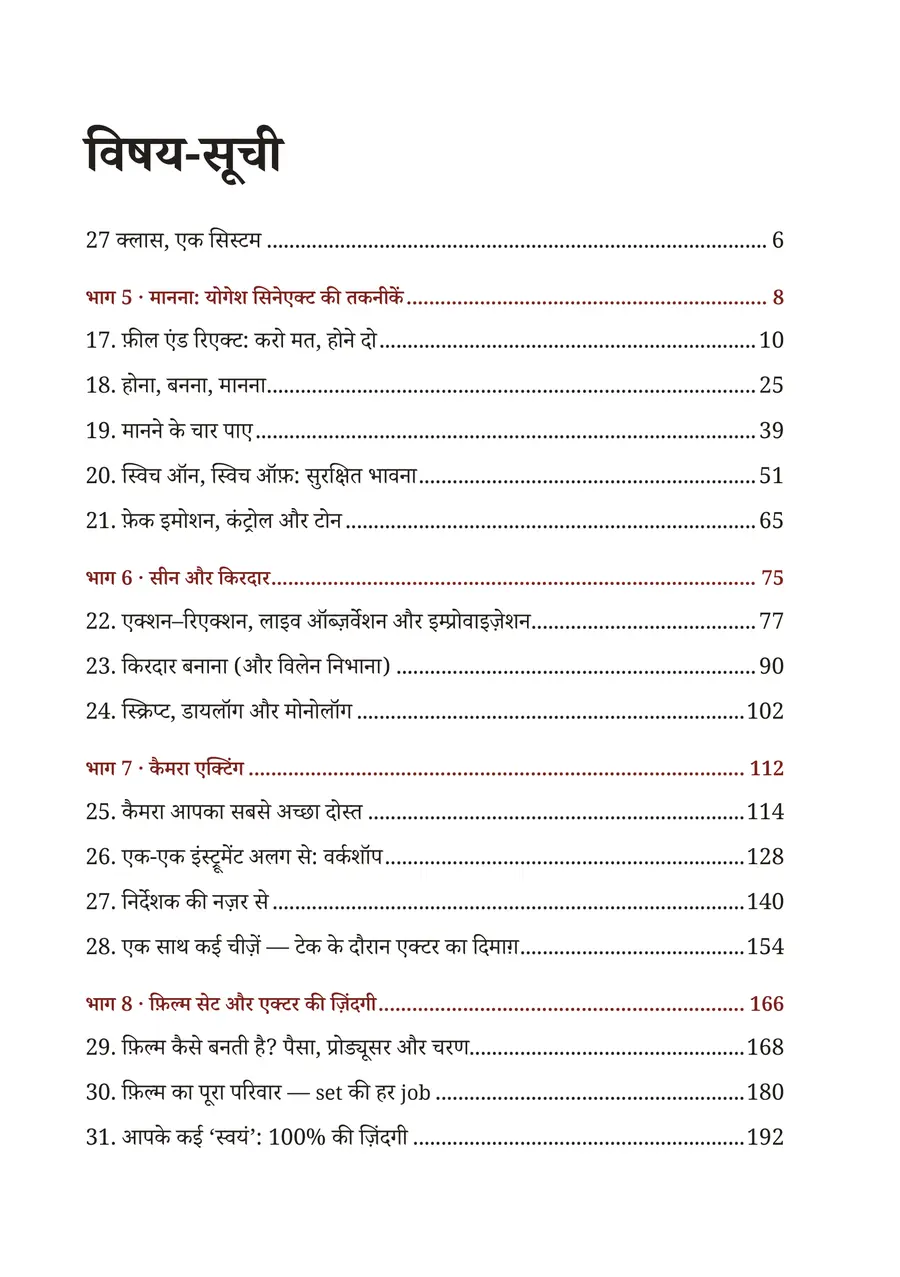 विषय-सूची
27 क्लास, एक सिस्टम ........................................................................................ 6
भाग 5 · मानना: योगेश सिनेएक्ट की तकनीकें ................................................................ 8
17. फ़ील एंड रिएक्ट: करो मत, होने दो .................................................................. 10
18. होना, बनना, मानना ...................................................................................... 25
19. मानने के चार पाए ........................................................................................ 39
20. स्विच ऑन, स्विच ऑफ़: सुरक्षित भावना ........................................................... 51
21. फ़ेक इमोशन, कंट्रोल और टोन ........................................................................ 65
भाग 6 · सीन और किरदार ..................................................................................... 75
22. एक्शन–रिएक्शन, लाइव ऑब्ज़र्वेशन और इम्प्रोवाइज़ेशन ........................................ 77
23. किरदार बनाना (और विलेन निभाना) ............................................................... 90
24. स्क्रिप्ट, डायलॉग और मोनोलॉग .................................................................... 102
भाग 7 · कैमरा एक्टिंग ........................................................................................ 112
25. कैमरा आपका सबसे अच्छा दोस्त .................................................................. 114
26. एक-एक इंस्ट्रूमेंट अलग से: वर्कशॉप ............................................................... 128
27. निर्देशक की नज़र से ................................................................................... 140
28. एक साथ कई चीज़ें — टेक के दौरान एक्टर का दिमाग़ ........................................ 154
भाग 8 · फ़िल्म सेट और एक्टर की ज़िंदगी ................................................................. 166
29. फ़िल्म कैसे बनती है? पैसा, प्रोड्यूसर और चरण ................................................ 168
30. फ़िल्म का पूरा परिवार — set की हर job ...................................................... 180
31. आपके कई ‘स्वयं’: 100% की ज़िंदगी .......................................................... 192